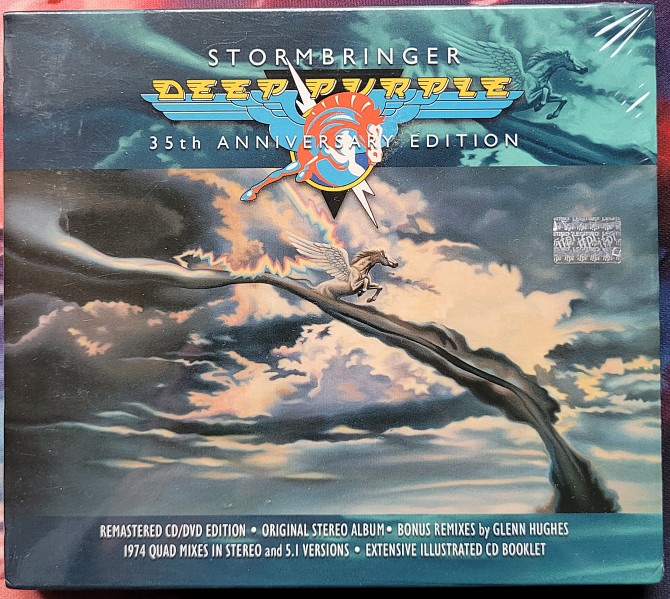 STORMBRINGER
DEEP PURPLE
35th ANNIVERSARY EDITION
REMASTERED CD/DVD EDITION • ORIGINAL STEREO ALBUM • BONUS REMIXES by GLENN HUGHES
1974 QUAD MIXES IN STEREO and 5.1 VERSIONS • EXTENSIVE ILLUSTRATED CD BOOKLET